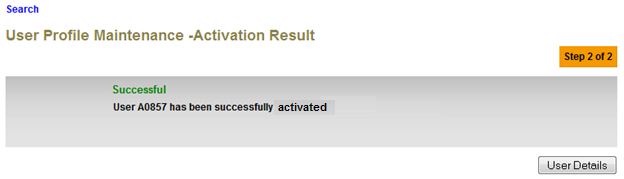 Search
User Profile Maintenance -Activation Result
Step 2 of 2
Successful
User A0857 has been successfully activated
User Details